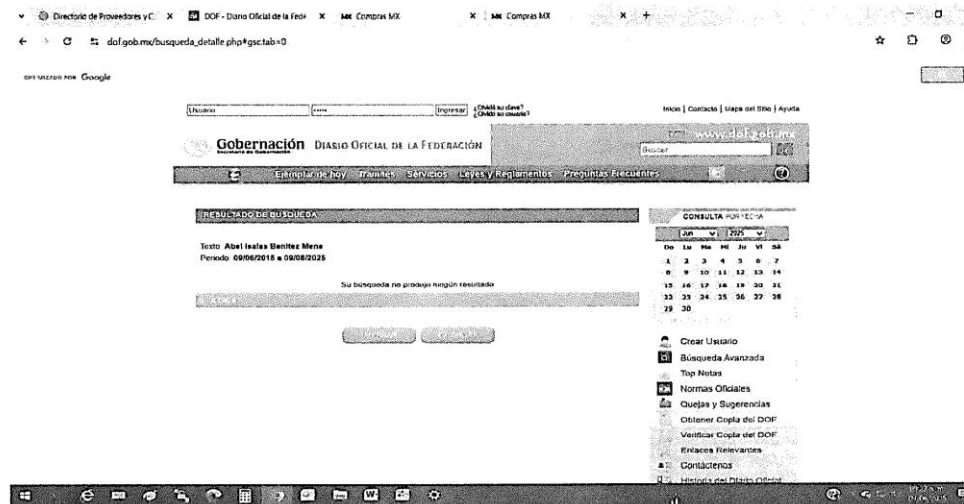 Directorio de Proveedores y C
DOF - Diario Oficial de la Fede
Compras MX
Compras MX
dof.gob.mx/busqueda_detalle.php#gsc.tab=0
Google
Usuario
Ingresar
¿Olvidó su clave?
¿Olvidó su usuario?
Inicio | Contacto | Mapa del Sitio | Ayuda
Gobernación
Secretaría de Gobernación
DIARIO OFICIAL DE LA FEDERACIÓN
www.dof.gob.mx
Buscar
Ejemplar de hoy Trámites Servicios Leyes y Reglamentos Preguntas Frecuentes
RESULTADO DE BUSQUEDA
Texto Abel Isaias Benitez Mena
Periodo 09/06/2015 a 09/06/2025
Su búsqueda no produjo ningún resultado
CONSULTA POR FECHA
Jun 2025
Do Lu Ma Mi Ju Vi Sá
1 2 3 4 5 6 7
8 9 10 11 12 13 14
15 16 17 18 19 20 21
22 23 24 25 26 27 28
29 30
Crear Usuario
Búsqueda Avanzada
Top Notas
Normas Oficiales
Quejas y Sugerencias
Obtener Copia del DOF
Verificar Copia del DOF
Enlaces Relevantes
Contáctenos
Historia del Diario Oficial